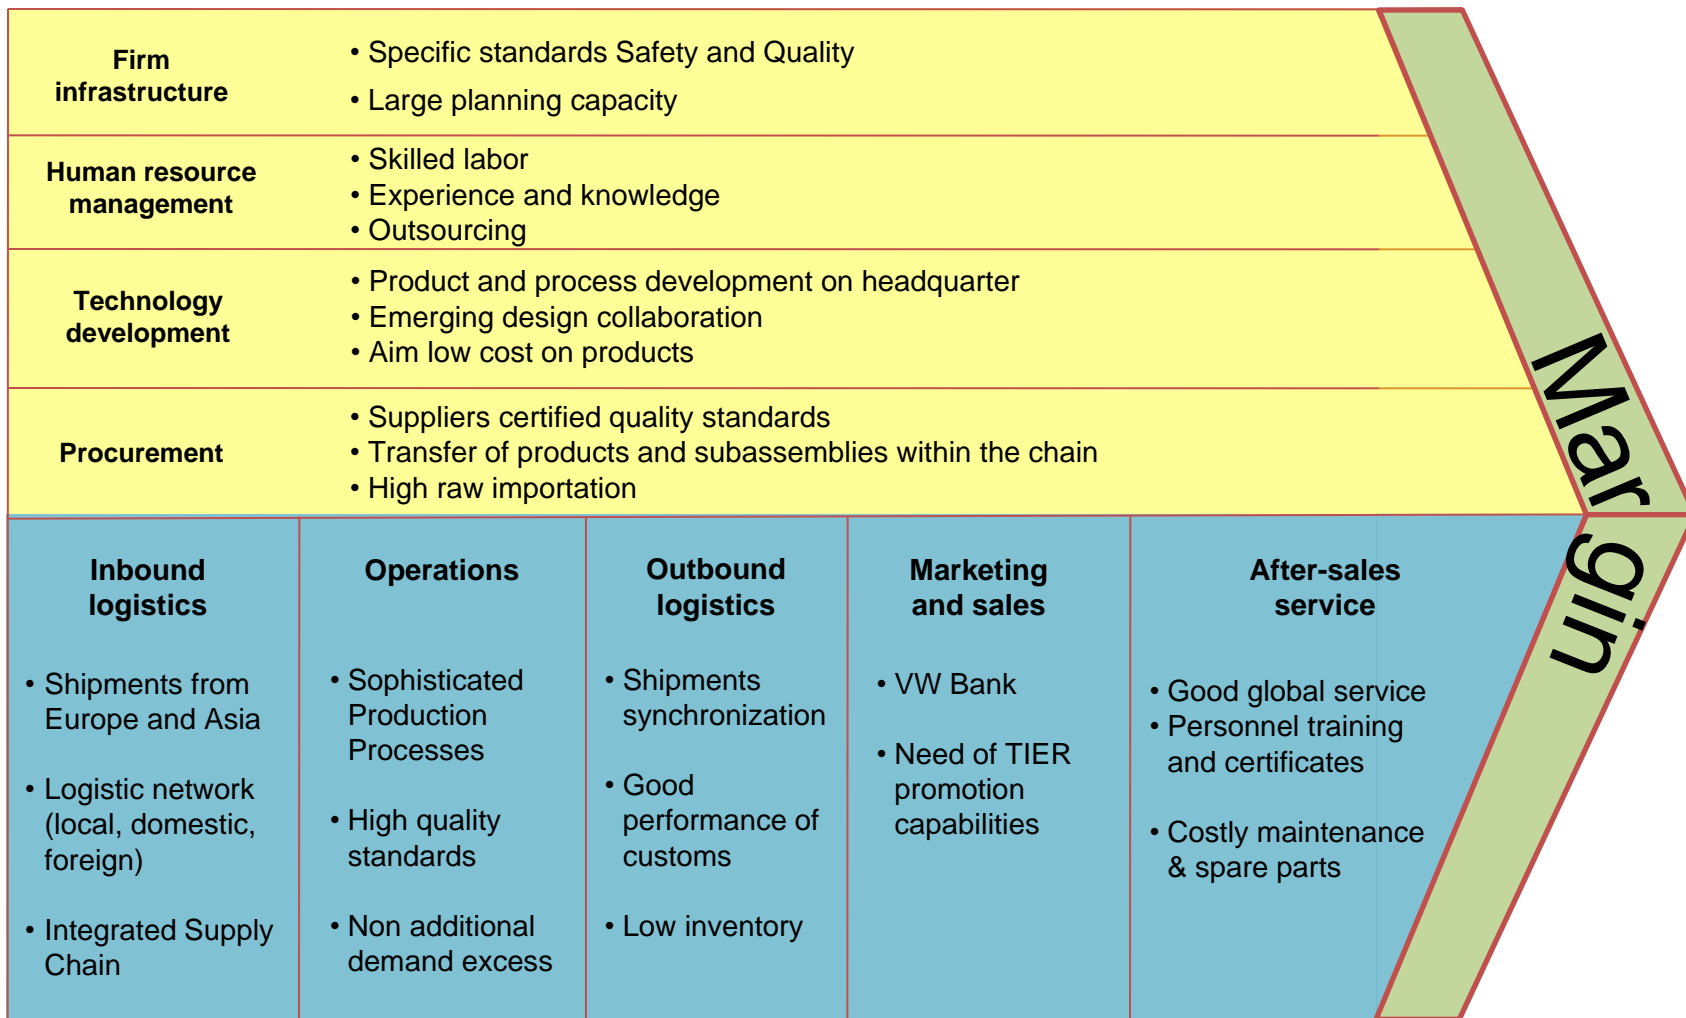 Firm
infrastructure
• Specific standards Safety and Quality
• Large planning capacity
Human resource
management
• Skilled labor
• Experience and knowledge
• Outsourcing
Technology
development
• Product and process development on headquarter
• Emerging design collaboration
• Aim low cost on products
Procurement
• Suppliers certified quality standards
• Transfer of products and subassemblies within the chain
• High raw importation
Mar
gin
Inbound
logistics
• Shipments from
Europe and Asia
• Logistic network
(local, domestic,
foreign)
• Integrated Supply
Chain
Operations
• Sophisticated
Production
Processes
• High quality
standards
• Non additional
demand excess
Outbound
logistics
• Shipments
synchronization
• Good
performance of
customs
• Low inventory
Marketing
and sales
• VW Bank
• Need of TIER
promotion
capabilities
After-sales
service
• Good global service
• Personnel training
and certificates
• Costly maintenance
& spare parts